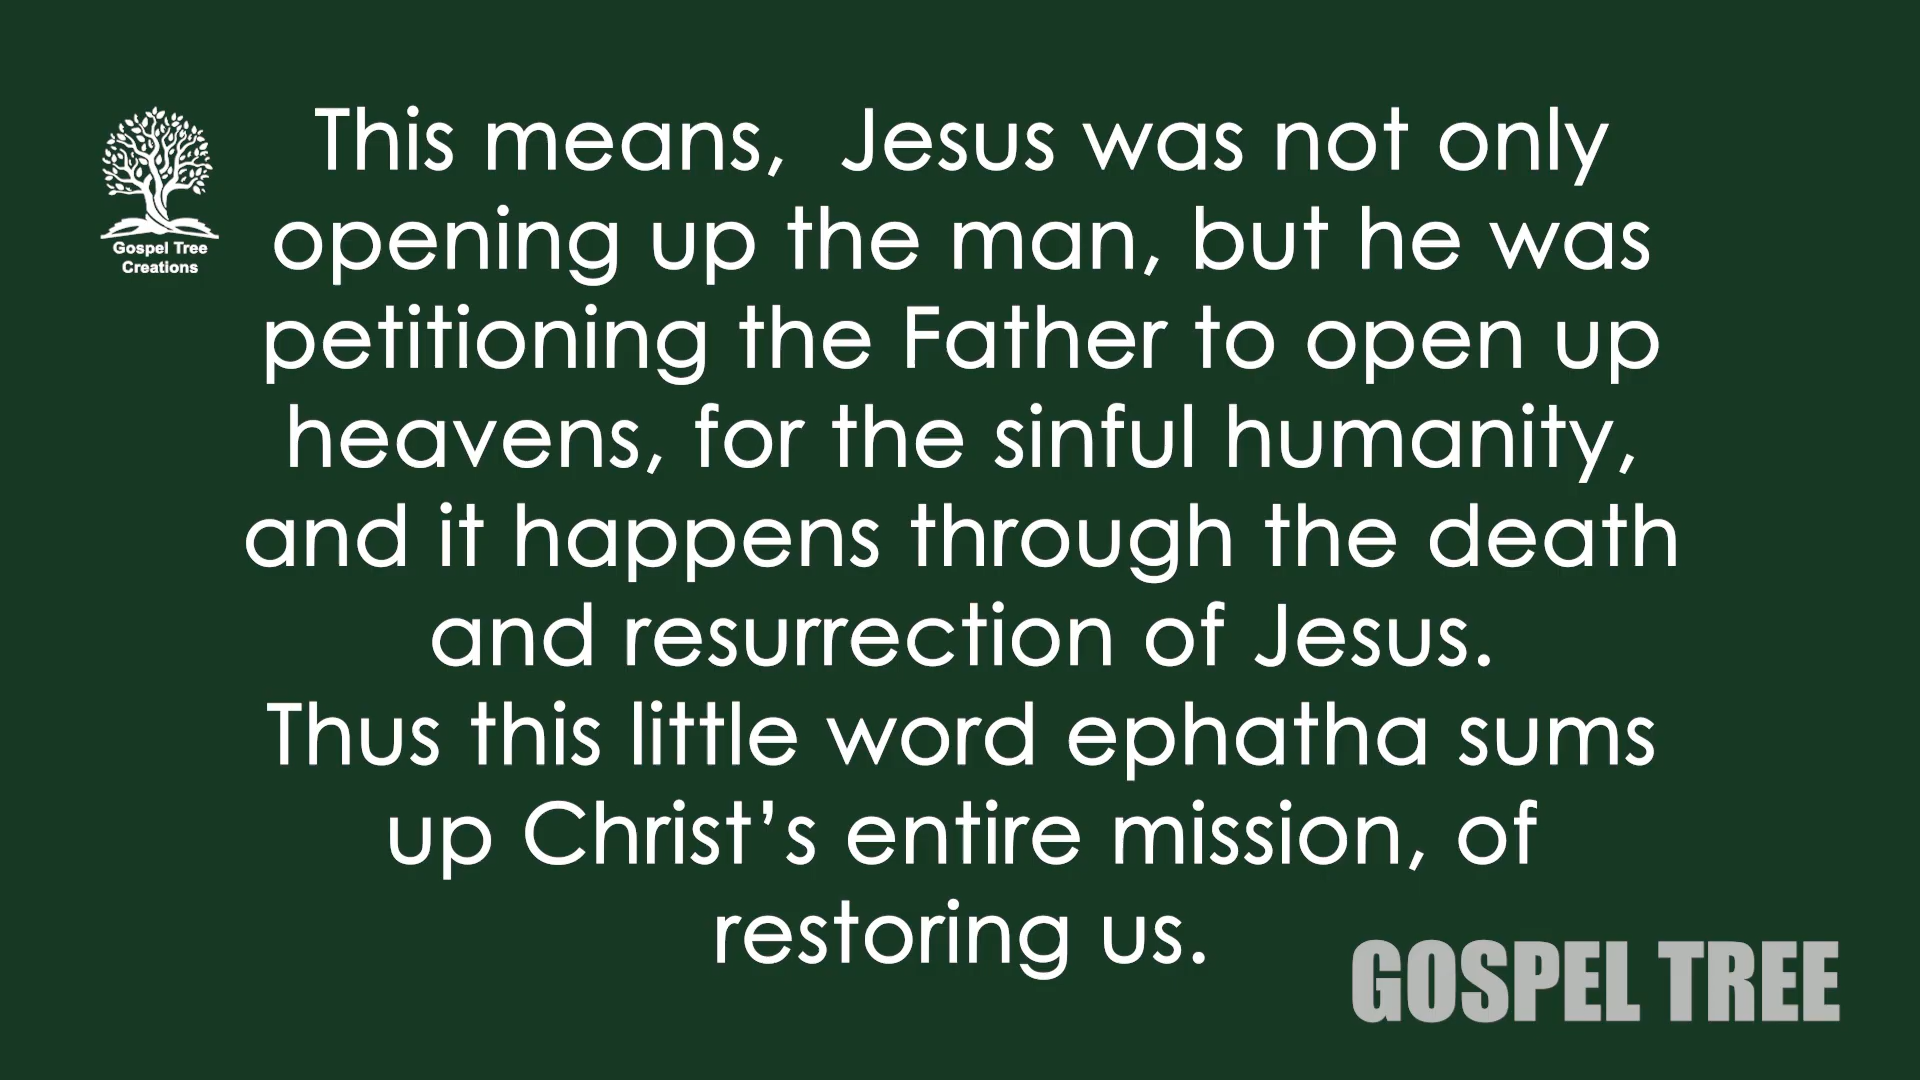 Gospel Tree
Creations
This means,  Jesus was not only
opening up the man, but he was
petitioning the Father to open up
heavens, for the sinful humanity,
and it happens through the death
and resurrection of Jesus.
Thus this little word ephatha sums
up Christ’s entire mission, of
restoring us.
GOSPEL TREE